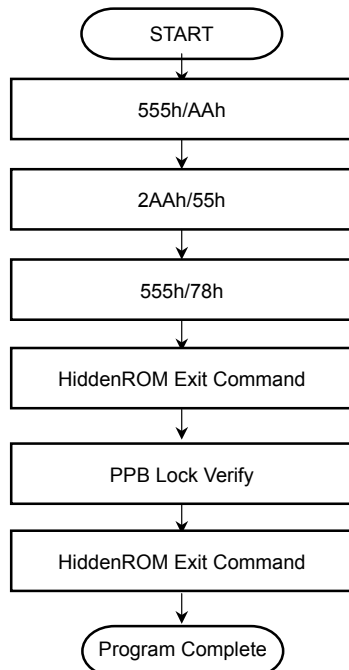 START
555h/AAh
2AAh/55h
555h/78h
HiddenROM Exit Command
PPB Lock Verify
HiddenROM Exit Command
Program Complete